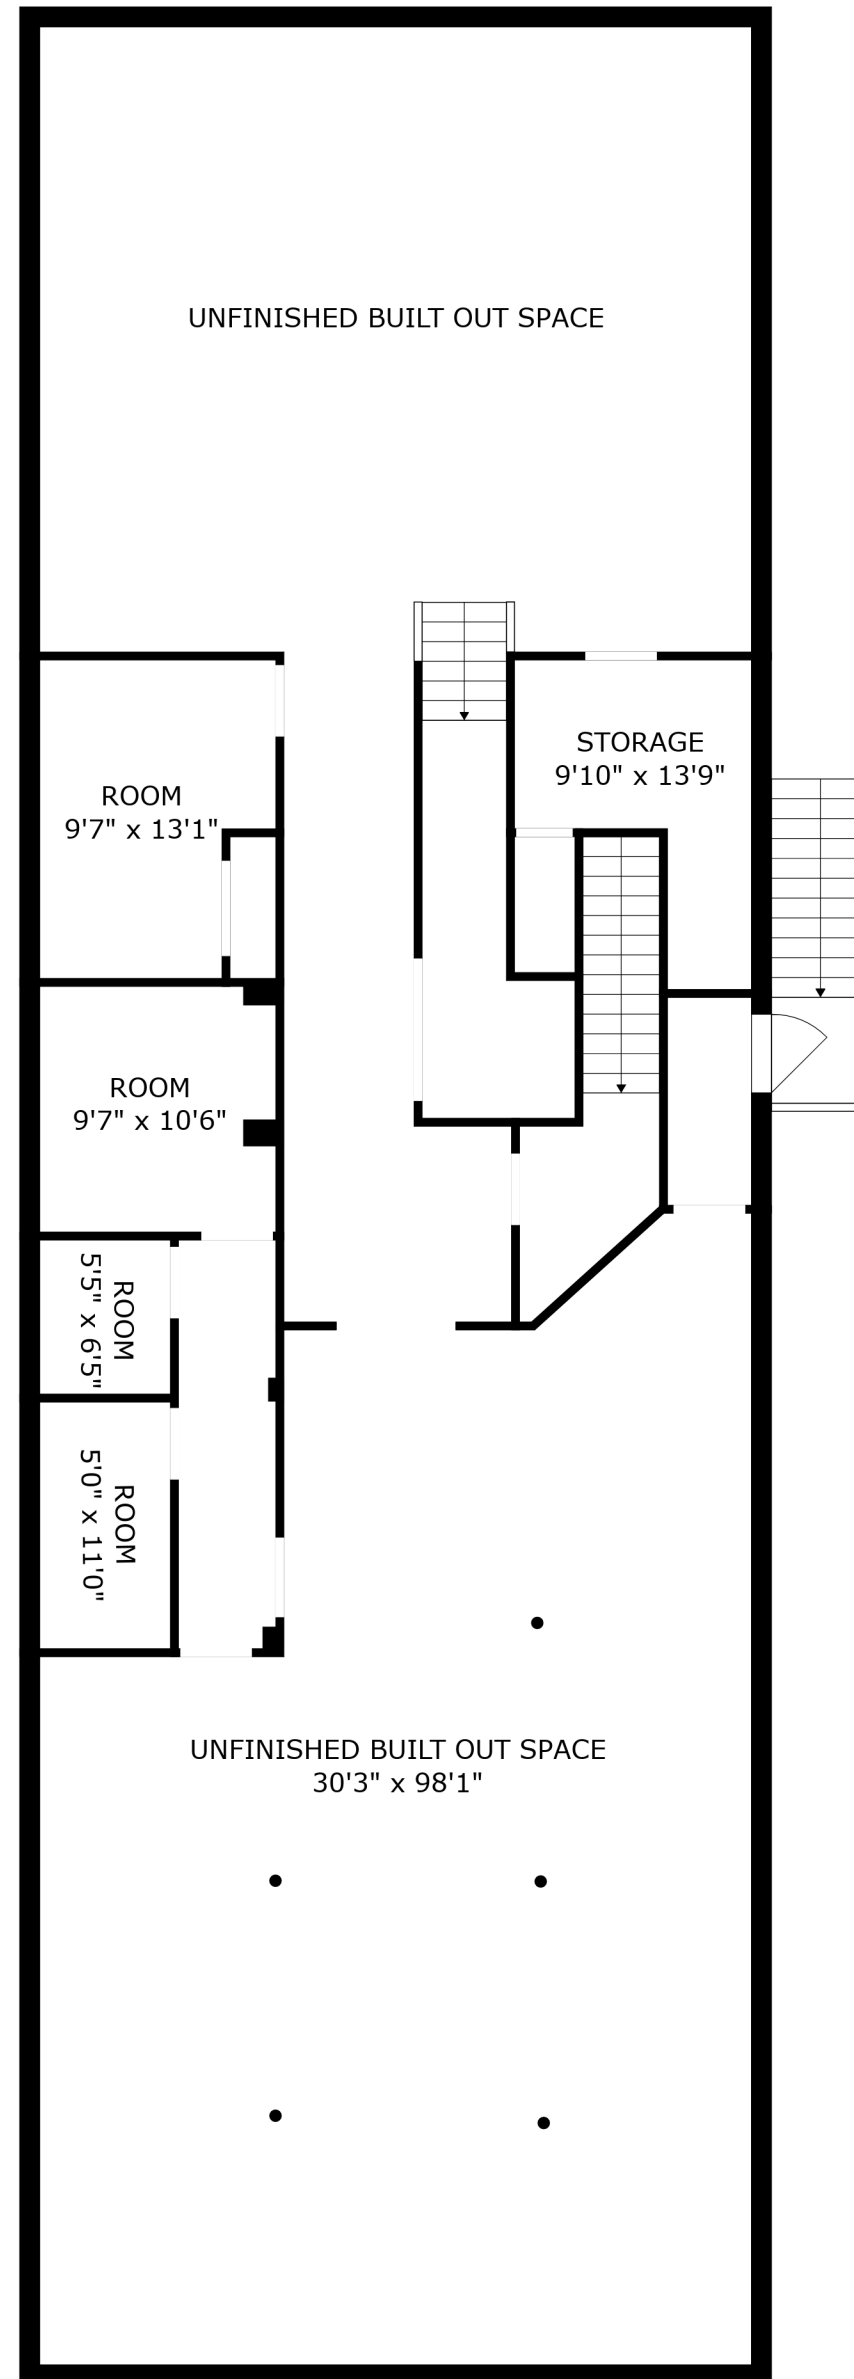 UNFINISHED BUILT OUT SPACE
STORAGE
9'10" x 13'9"
ROOM
9'7" x 13'1"
ROOM
9'7" x 10'6"
ROOM
5'5" x 6'5"
ROOM
5'0" x 11'0"
UNFINISHED BUILT OUT SPACE
30'3" x 98'1"